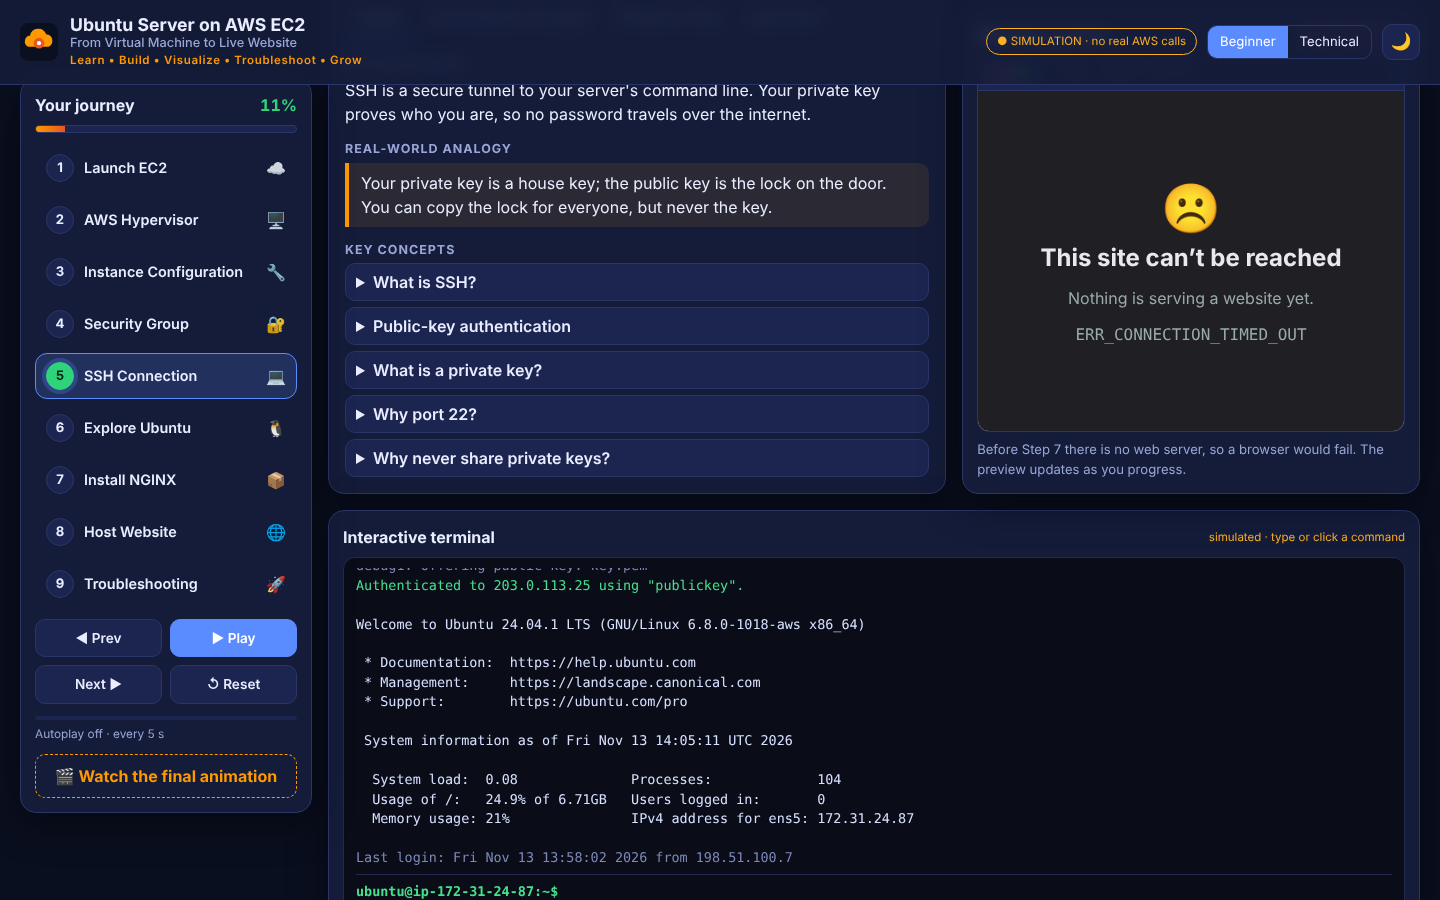 Ubuntu Server on AWS EC2
From Virtual Machine to Live Website
Learn • Build • Visualize • Troubleshoot • Grow
SIMULATION · no real AWS calls
Beginner
Technical
Your journey
11%
1 Launch EC2
2 AWS Hypervisor
3 Instance Configuration
4 Security Group
5 SSH Connection
6 Explore Ubuntu
7 Install NGINX
8 Host Website
9 Troubleshooting
◀ Prev
▶ Play
Next ▶
↺ Reset
Autoplay off · every 5 s
🎬 Watch the final animation
SSH is a secure tunnel to your server's command line. Your private key
proves who you are, so no password travels over the internet.
REAL-WORLD ANALOGY
Your private key is a house key; the public key is the lock on the door.
You can copy the lock for everyone, but never the key.
KEY CONCEPTS
▶ What is SSH?
▶ Public-key authentication
▶ What is a private key?
▶ Why port 22?
▶ Why never share private keys?
This site can’t be reached
Nothing is serving a website yet.
ERR_CONNECTION_TIMED_OUT
Before Step 7 there is no web server, so a browser would fail. The
preview updates as you progress.
Interactive terminal
simulated · type or click a command
Authenticated to 203.0.113.25 using "publickey".
Welcome to Ubuntu 24.04.1 LTS (GNU/Linux 6.8.0-1018-aws x86_64)
* Documentation:  https://help.ubuntu.com
* Management:     https://landscape.canonical.com
* Support:        https://ubuntu.com/pro
System information as of Fri Nov 13 14:05:11 UTC 2026
System load:  0.08              Processes:             104
Usage of /:   24.9% of 6.71GB   Users logged in:       0
Memory usage: 21%               IPv4 address for ens5: 172.31.24.87
Last login: Fri Nov 13 13:58:02 2026 from 198.51.100.7
ubuntu@ip-172-31-24-87:~$